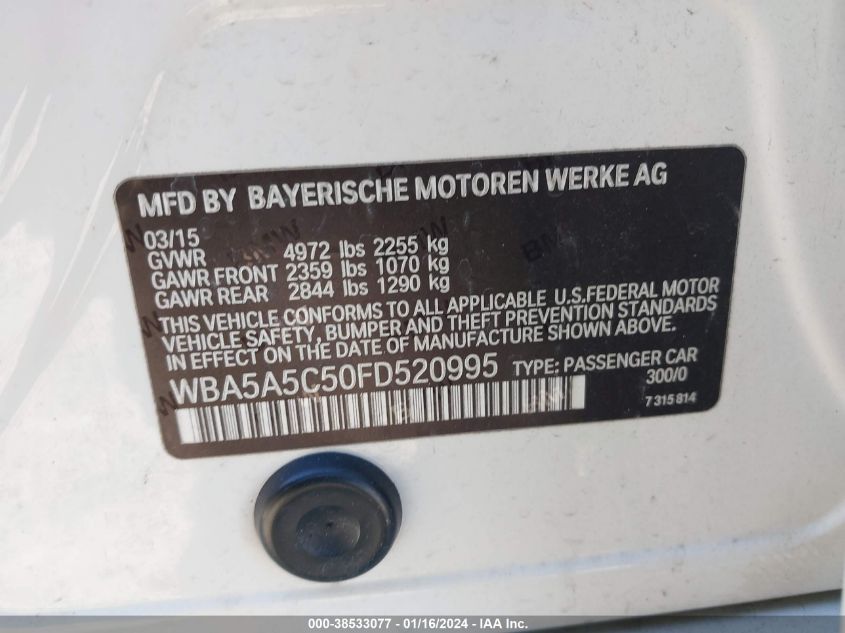 MFD BY BAYERISCHE MOTOREN WERKE AG
03/15
GVWR 4972 lbs 2255 kg
GAWR FRONT 2359 lbs 1070 kg
GAWR REAR 2844 lbs 1290 kg
THIS VEHICLE CONFORMS TO ALL APPLICABLE U.S.FEDERAL MOTOR
VEHICLE SAFETY, BUMPER AND THEFT PREVENTION STANDARDS
IN EFFECT ON THE DATE OF MANUFACTURE SHOWN ABOVE.
WBA5A5C50FD520995 TYPE: PASSENGER CAR
300/0
7 315 814
000-38533077 - 01/16/2024 - IAA Inc.